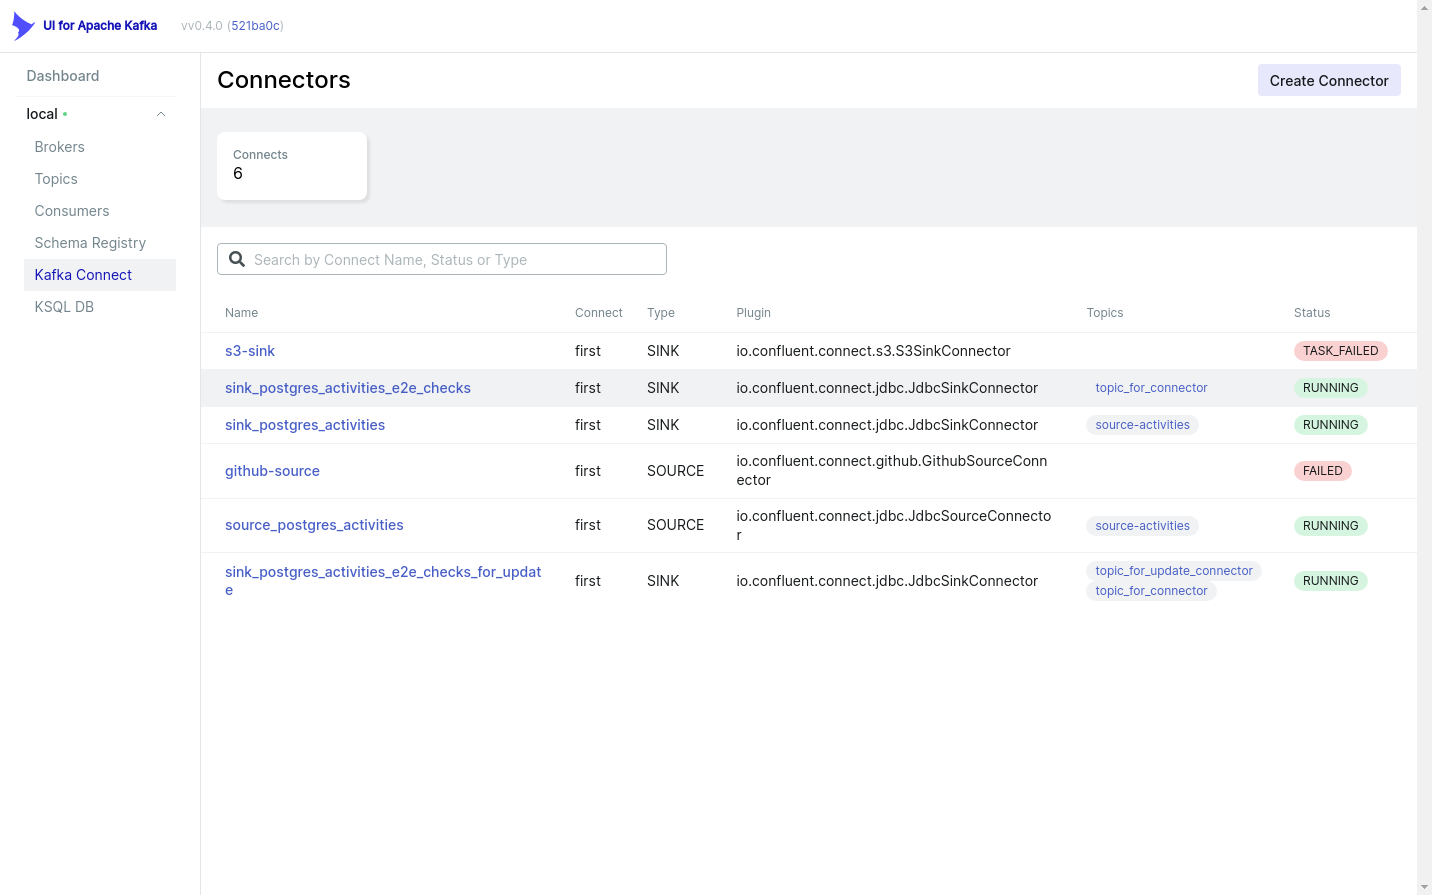 UI for Apache Kafka vv0.4.0 (521ba0c)
Dashboard
local
Brokers
Topics
Consumers
Schema Registry
Kafka Connect
KSQL DB
Connectors
Create Connector
Connects
6
Search by Connect Name, Status or Type
Name Connect Type Plugin Topics Status
s3-sink first SINK io.confluent.connect.s3.S3SinkConnector TASK_FAILED
sink_postgres_activities_e2e_checks first SINK io.confluent.connect.jdbc.JdbcSinkConnector topic_for_connector RUNNING
sink_postgres_activities first SINK io.confluent.connect.jdbc.JdbcSinkConnector source-activities RUNNING
github-source first SOURCE io.confluent.connect.github.GithubSourceConn
ector FAILED
source_postgres_activities first SOURCE io.confluent.connect.jdbc.JdbcSourceConnecto
r source-activities RUNNING
sink_postgres_activities_e2e_checks_for_updat
e first SINK io.confluent.connect.jdbc.JdbcSinkConnector topic_for_update_connector
topic_for_connector RUNNING